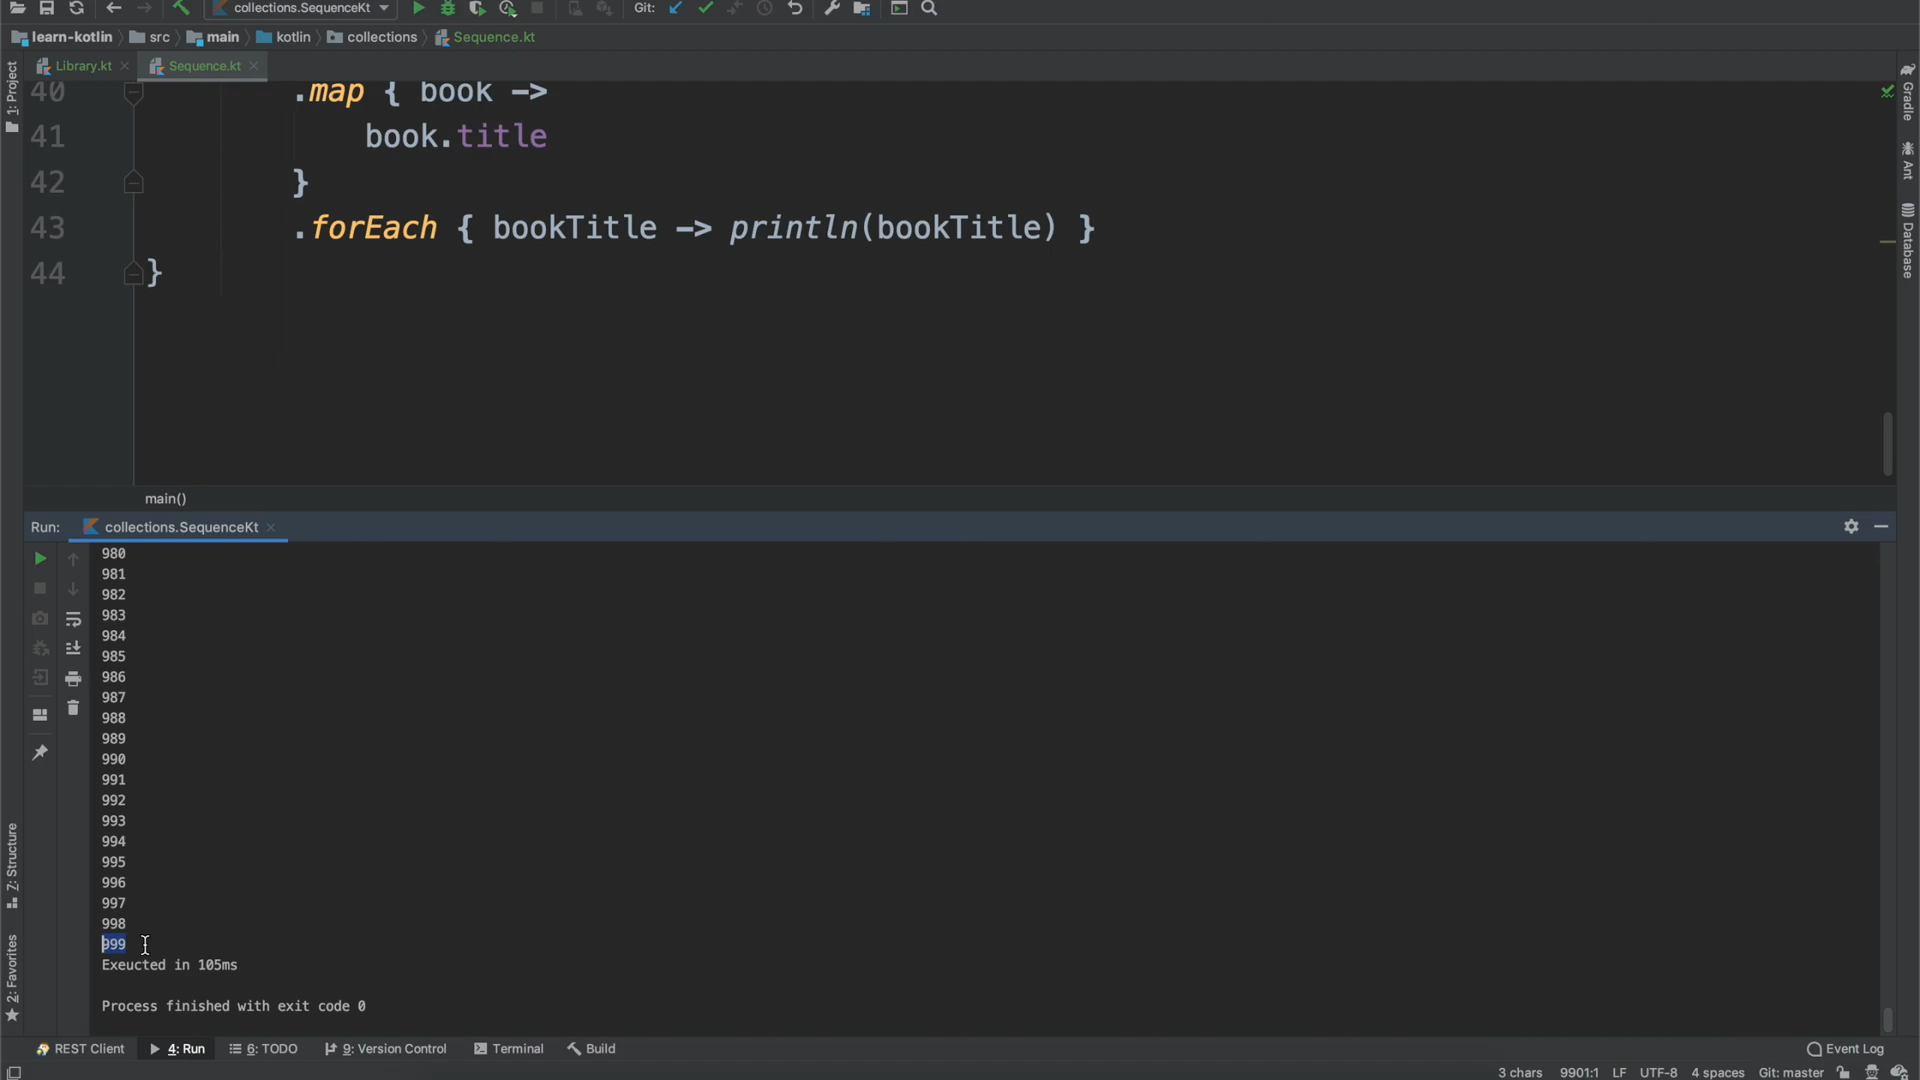 collections.SequenceKt
Git:
learn-kotlin
src
main
kotlin
collections
Sequence.kt
Library.kt
Sequence.kt
40 .map { book ->
41 book.title
42 }
43 .forEach { bookTitle -> println(bookTitle) }
44 }
main()
Run: collections.SequenceKt
980
981
982
983
984
985
986
987
988
989
990
991
992
993
994
995
996
997
998
999
Exeucted in 105ms
Process finished with exit code 0
1: Project
7: Structure
2: Favorites
Gradle
Ant
Database
REST Client
4: Run
6: TODO
9: Version Control
Terminal
Build
Event Log
3 chars
9901:1
LF
UTF-8
4 spaces
Git: master